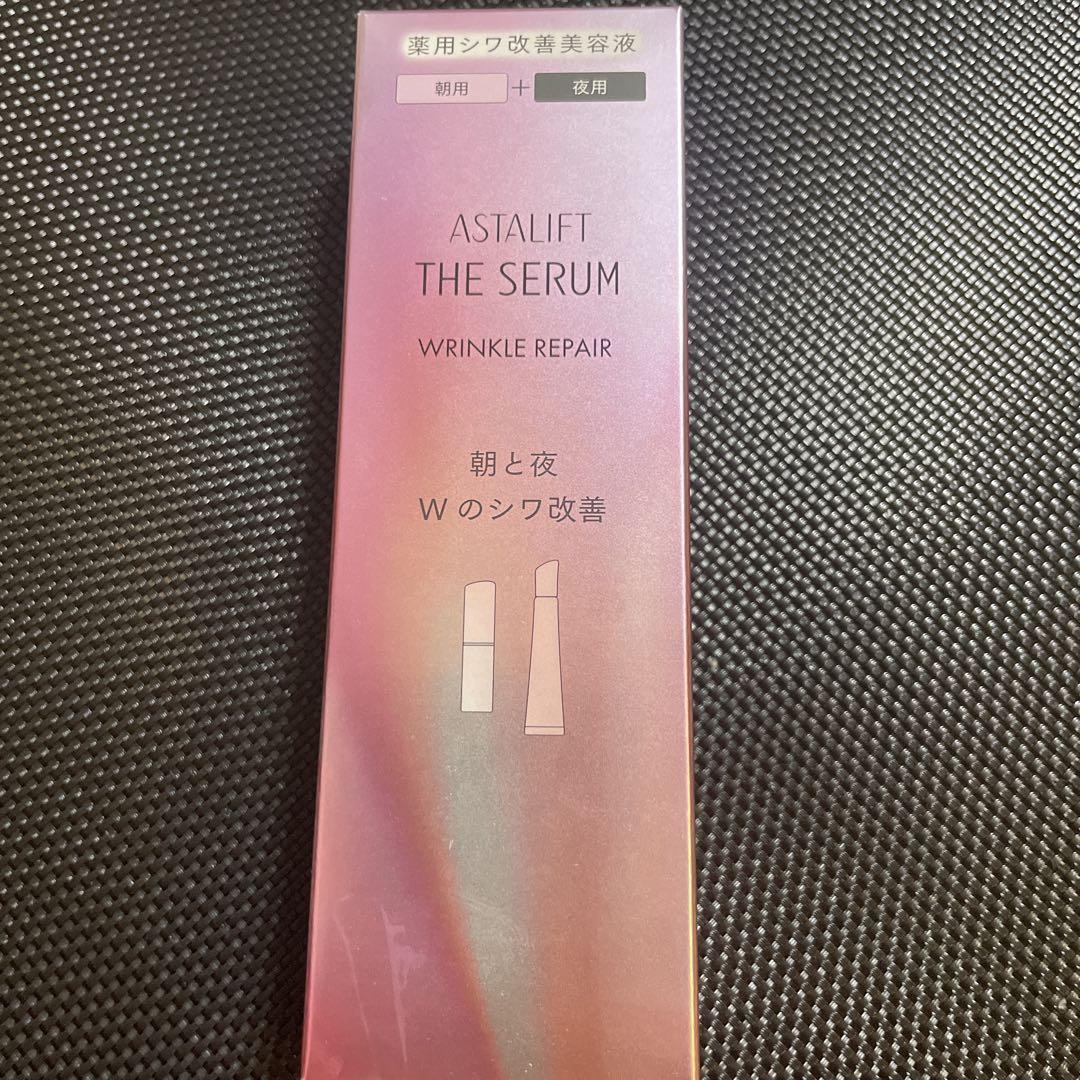 薬用シワ改善美容液
朝用 + 夜用
ASTALIFT
THE SERUM
WRINKLE REPAIR
朝と夜
W のシワ改善